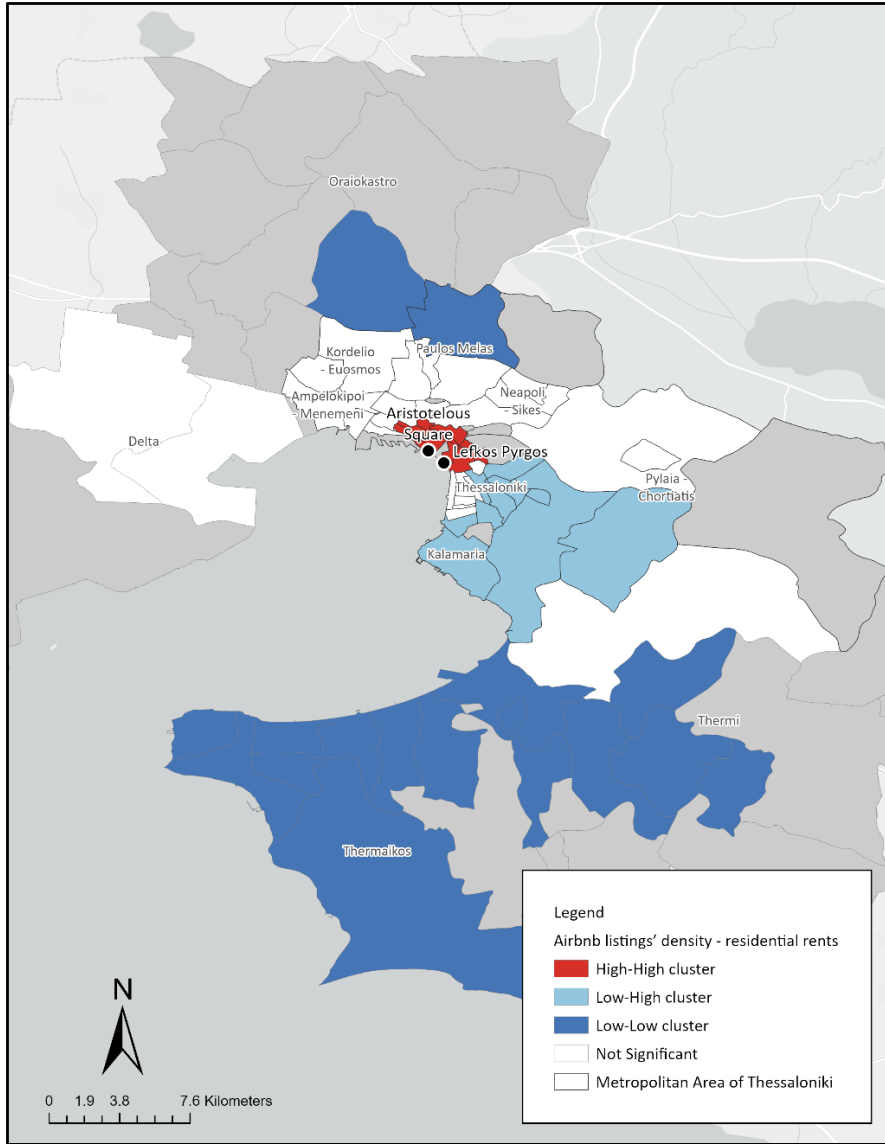 Oraiokastro
Paulos Melas
Kordelio
- Euosmos
Neapoli
- Sikes
Ampelokipoi
- Menemeni
Aristotelous
Square
Delta
Lefkos Pyrgos
Pylaia -
Chortiatis
Thessaloniki
Kalamaria
Thermi
Thermaikos
Legend
Airbnb listings' density - residential rents
High-High cluster
Low-High cluster
Low-Low cluster
Not Significant
Metropolitan Area of Thessaloniki
N
0 1.9 3.8 7.6 Kilometers